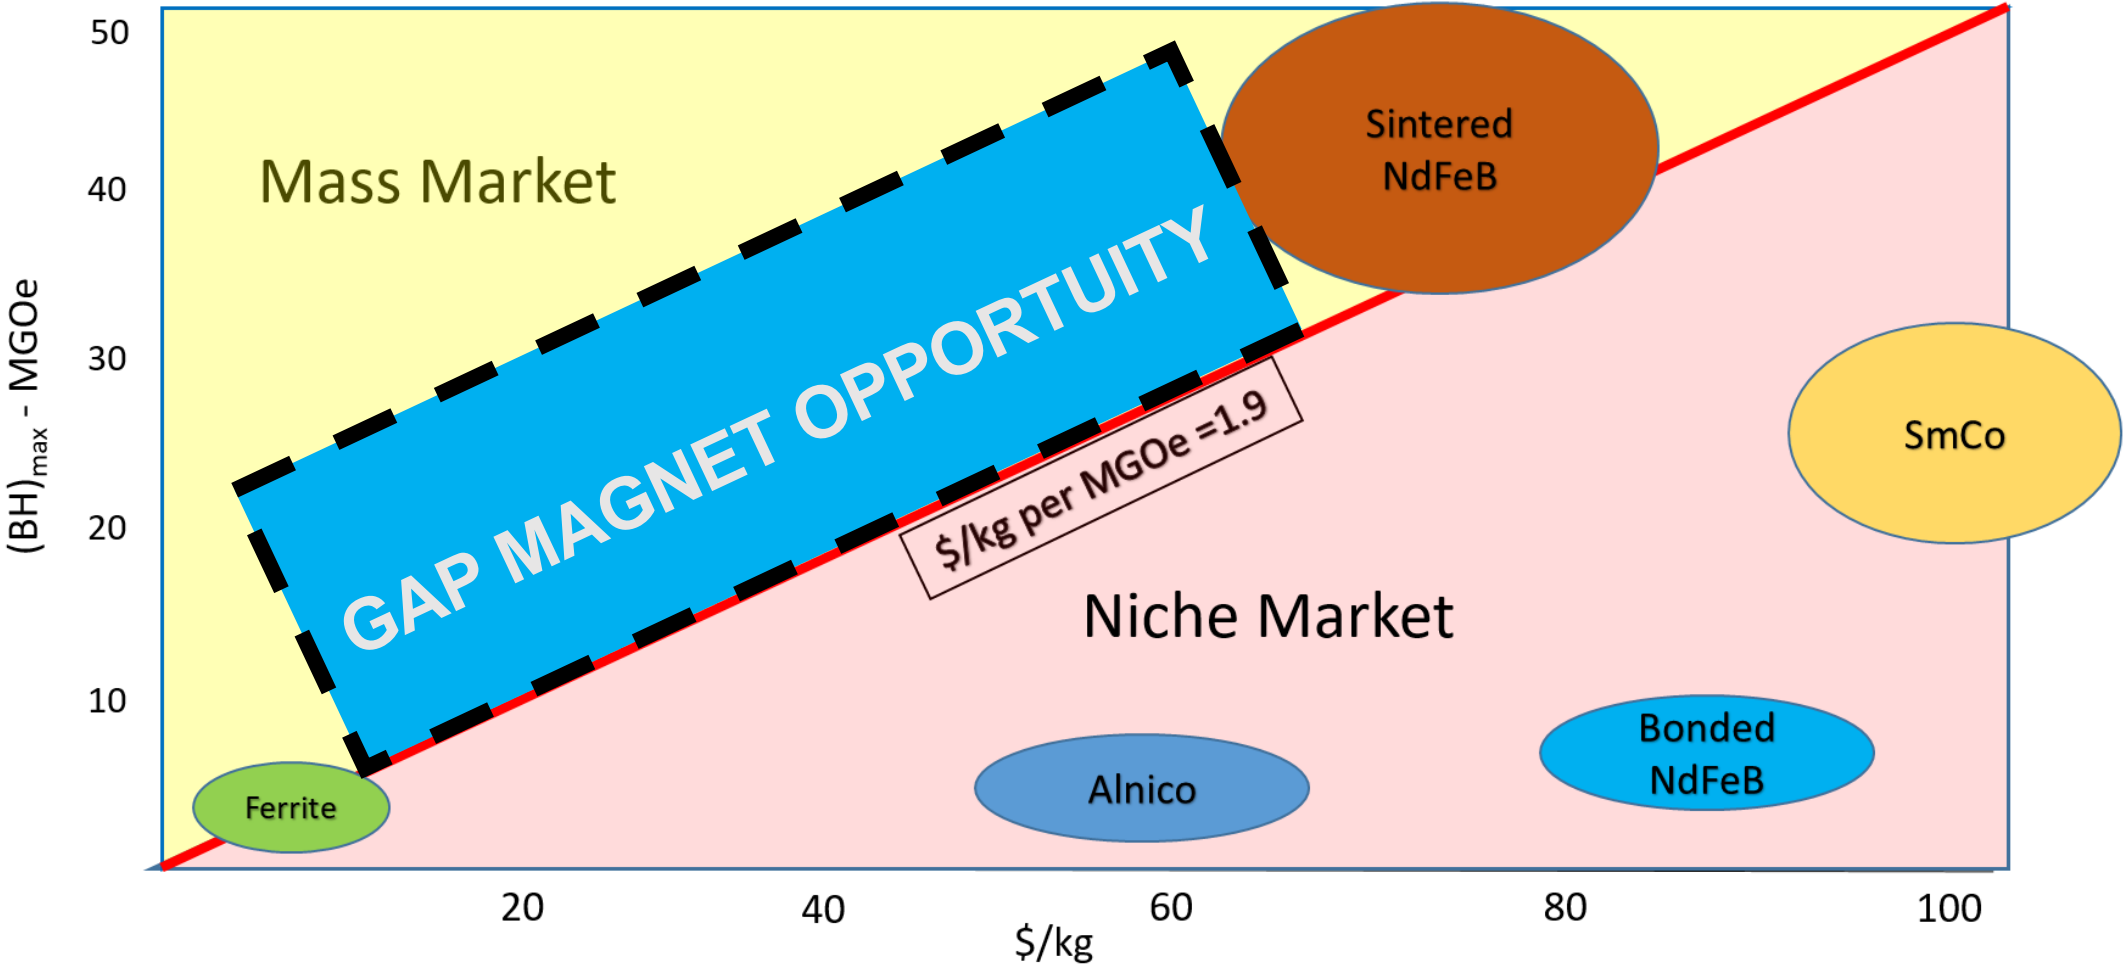 50
40
30
20
10
(BH)max - MGOe
Mass Market
GAP MAGNET OPPORTUITY
Sintered
NdFeB
$/kg per MGOe =1.9
SmCo
Niche Market
Ferrite
Alnico
Bonded
NdFeB
20 40 60 80 100
$/kg